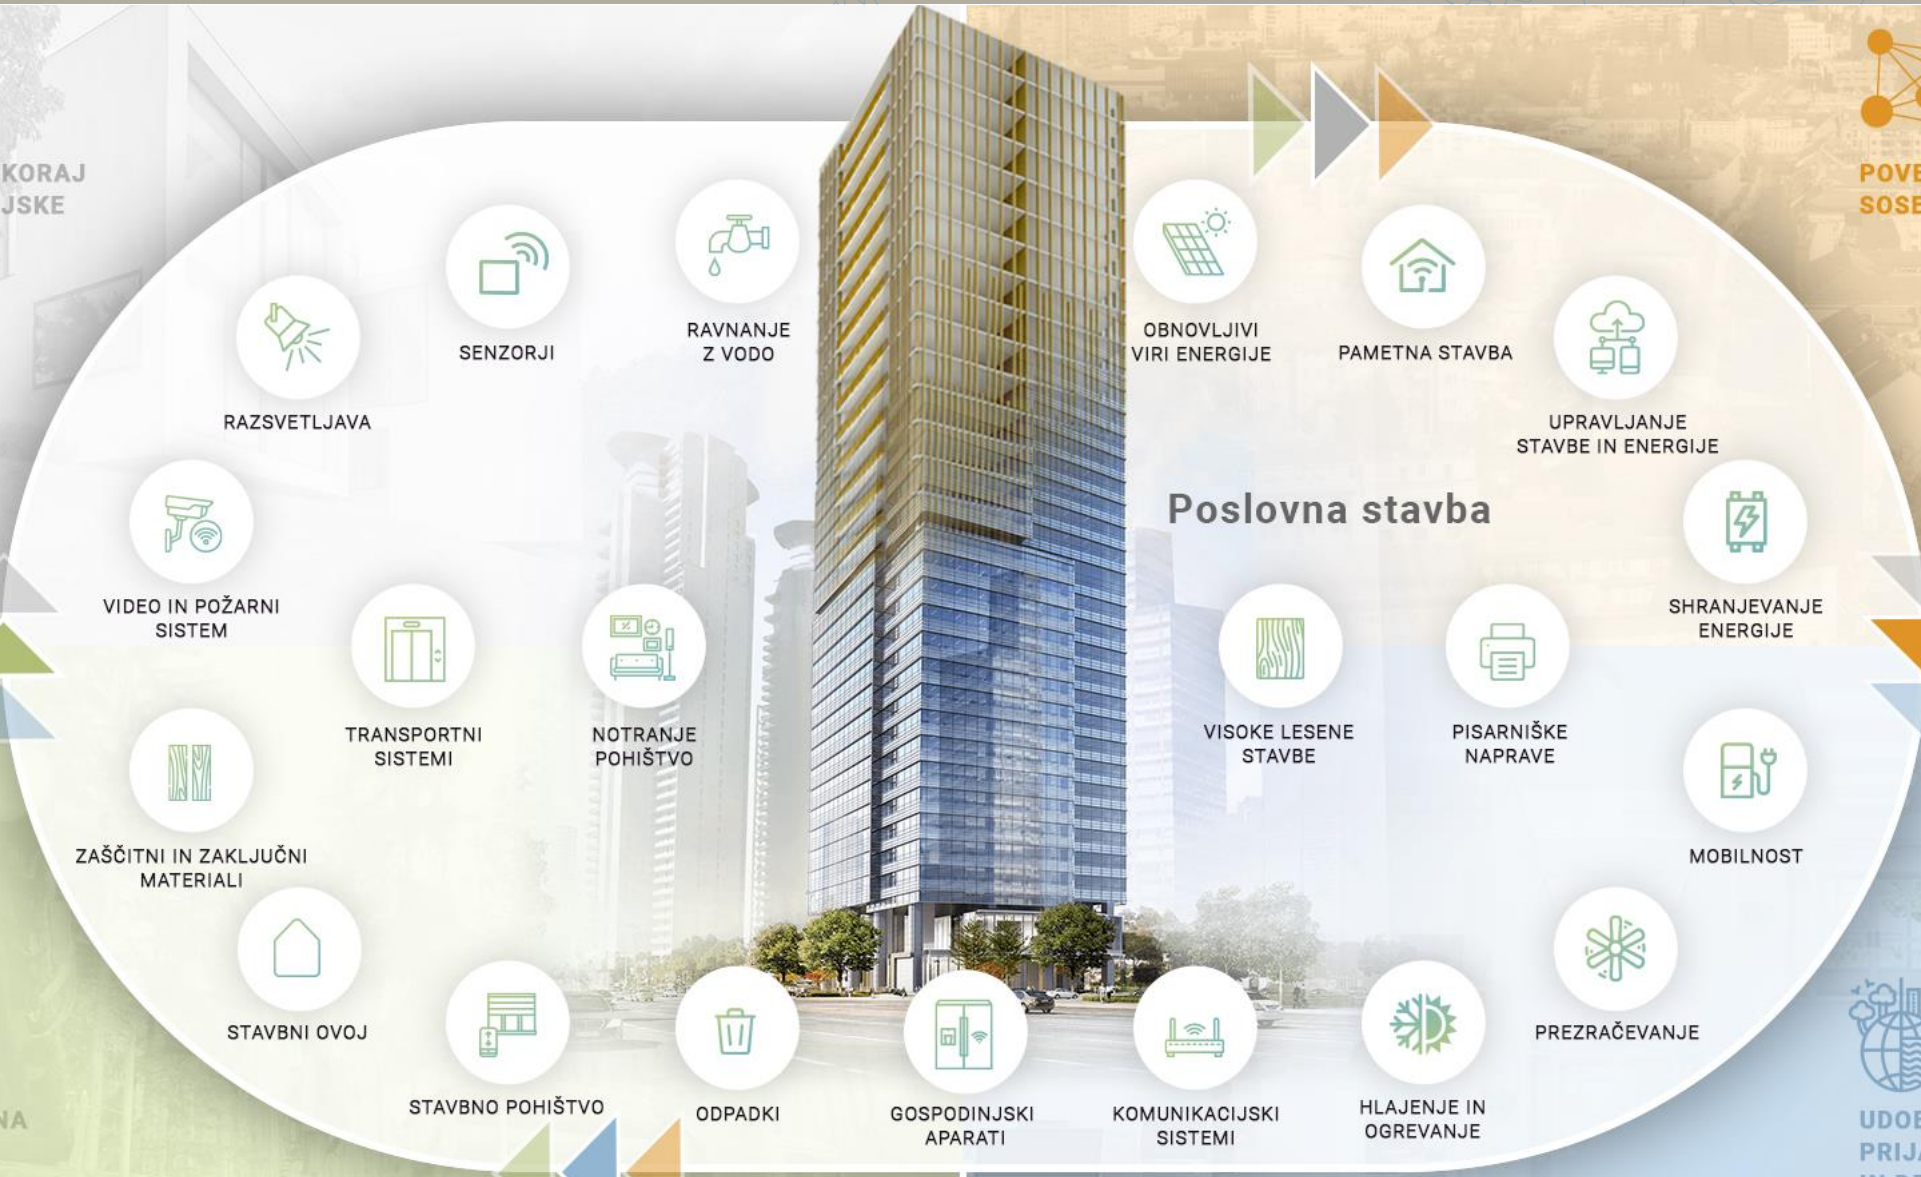 KORAJ
JSKE
POVE
SOSE
RAVNANJE
Z VODO
OBNOVLJIVI
VIRI ENERGIJE
SENZORJI
PAMETNA STAVBA
RAZSVETLJAVA
UPRAVLJANJE
STAVBE IN ENERGIJE
Poslovna stavba
VIDEO IN POŽARNI
SISTEM
SHRANJEVANJE
ENERGIJE
TRANSPORTNI
SISTEMI
NOTRANJE
POHIŠTVO
VISOKE LESENE
STAVBE
PISARNIŠKE
NAPRAVE
ZAŠČITNI IN ZAKLJUČNI
MATERIALI
MOBILNOST
STAVBNI OVOJ
PREZRAČEVANJE
STAVBNO POHIŠTVO
ODPADKI
GOSPODINJSKI
APARATI
KOMUNIKACIJSKI
SISTEMI
HLAJENJE IN
OGREVANJE
NA
UDOB
PRIJA